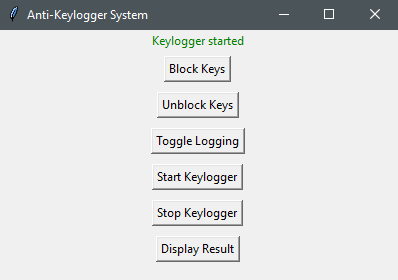 Anti-Keylogger System
Keylogger started
Block Keys
Unblock Keys
Toggle Logging
Start Keylogger
Stop Keylogger
Display Result